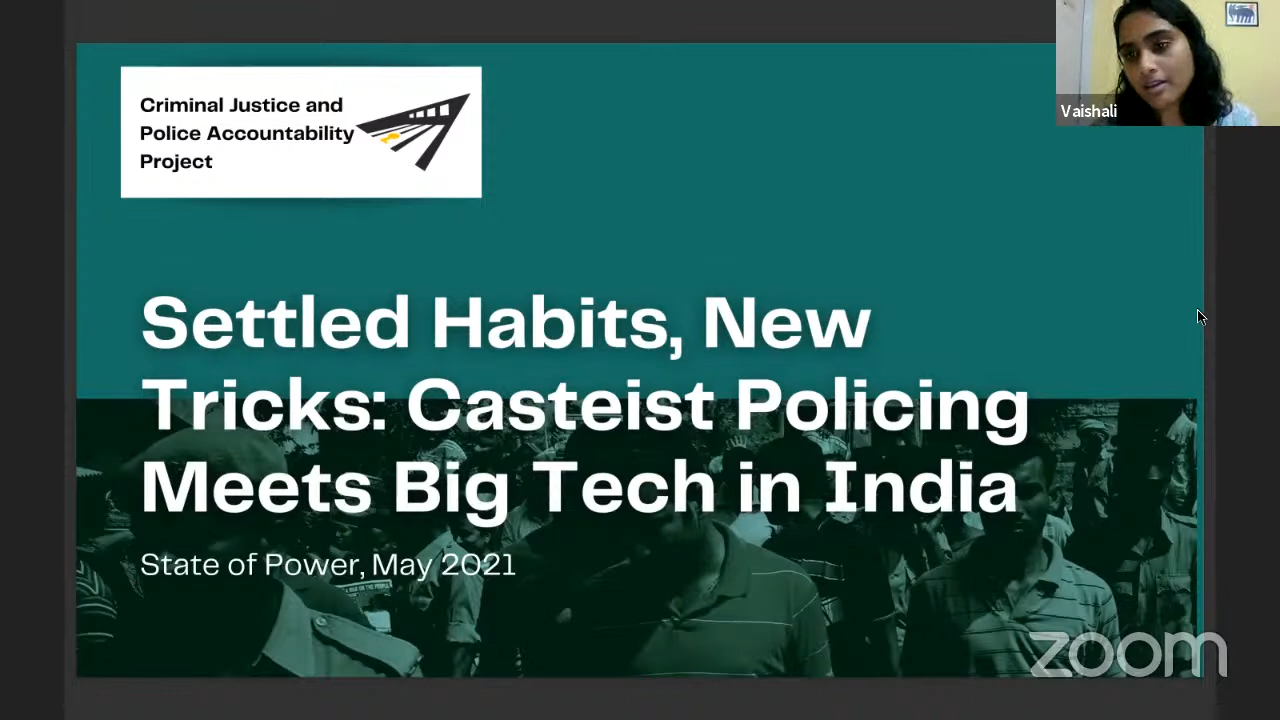 Criminal Justice and
Police Accountability
Project
Vaishali
Settled Habits, New
Tricks: Casteist Policing
Meets Big Tech in India
State of Power, May 2021
zoom